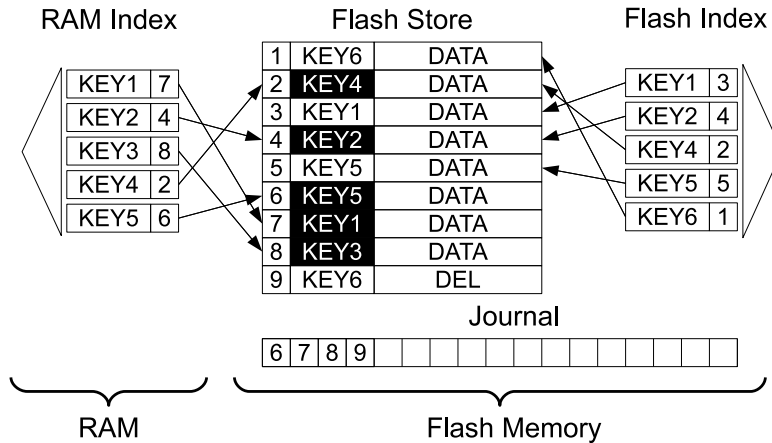 RAM Index
Flash Store
Flash Index
KEY1 7
KEY2 4
KEY3 8
KEY4 2
KEY5 6
1 KEY6 DATA
2 KEY4 DATA
3 KEY1 DATA
4 KEY2 DATA
5 KEY5 DATA
6 KEY5 DATA
7 KEY1 DATA
8 KEY3 DATA
9 KEY6 DEL
KEY1 3
KEY2 4
KEY4 2
KEY5 5
KEY6 1
Journal
6 7 8 9
RAM
Flash Memory